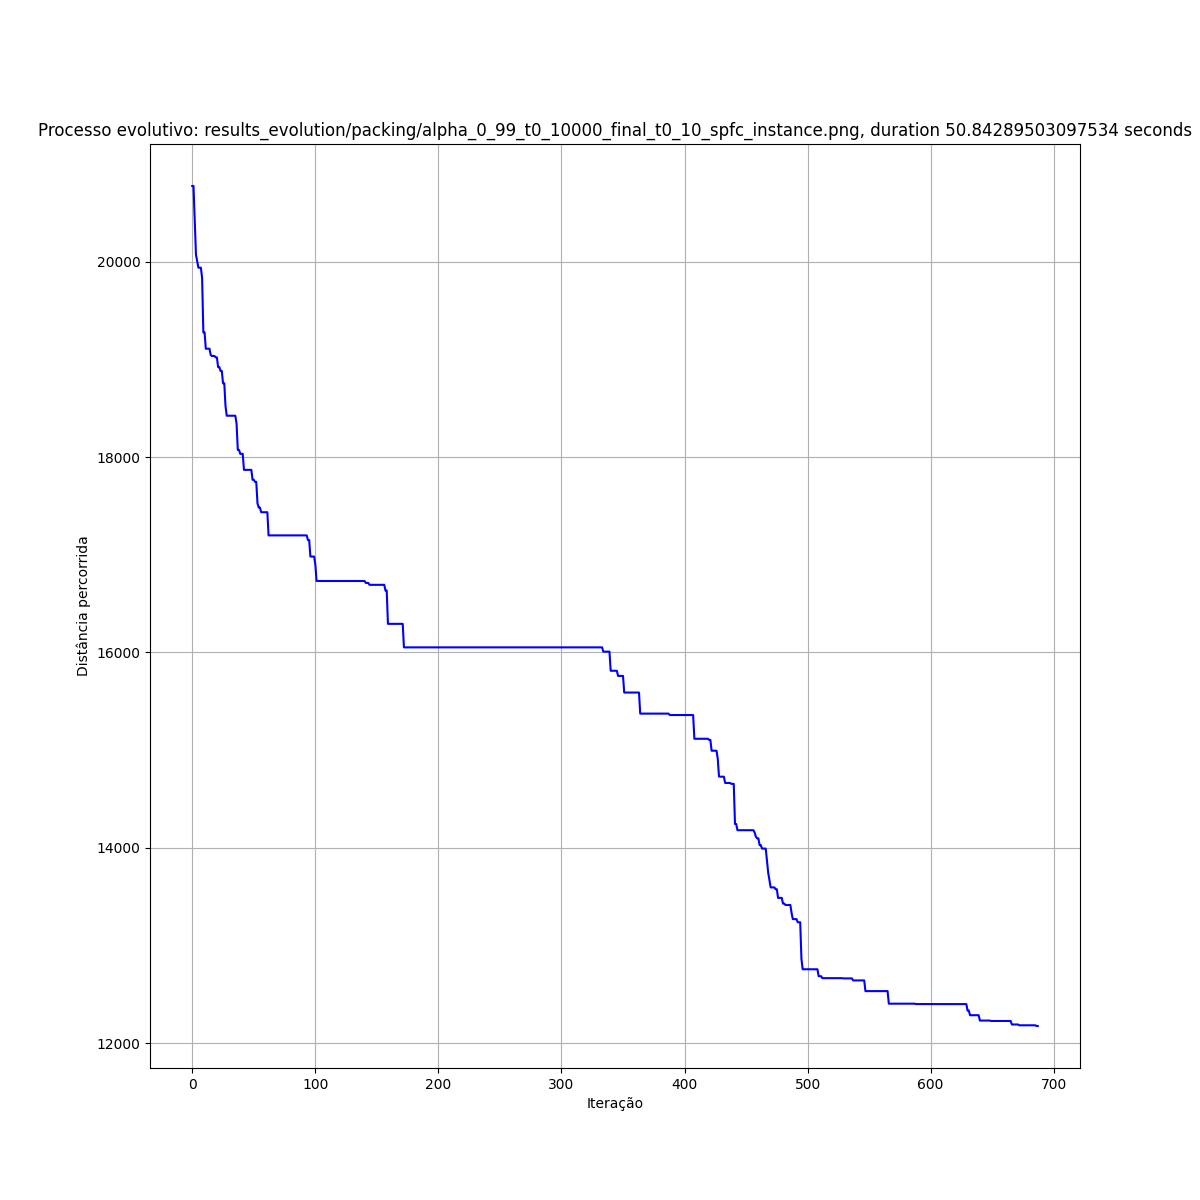 Processo evolutivo: results_evolution/packing/alpha_0_99_t0_10000_final_t0_10_spfc_instance.png, duration 50.84289503097534 seconds
20000
18000
16000
14000
12000
Distância percorrida
0 100 200 300 400 500 600 700
Iteração